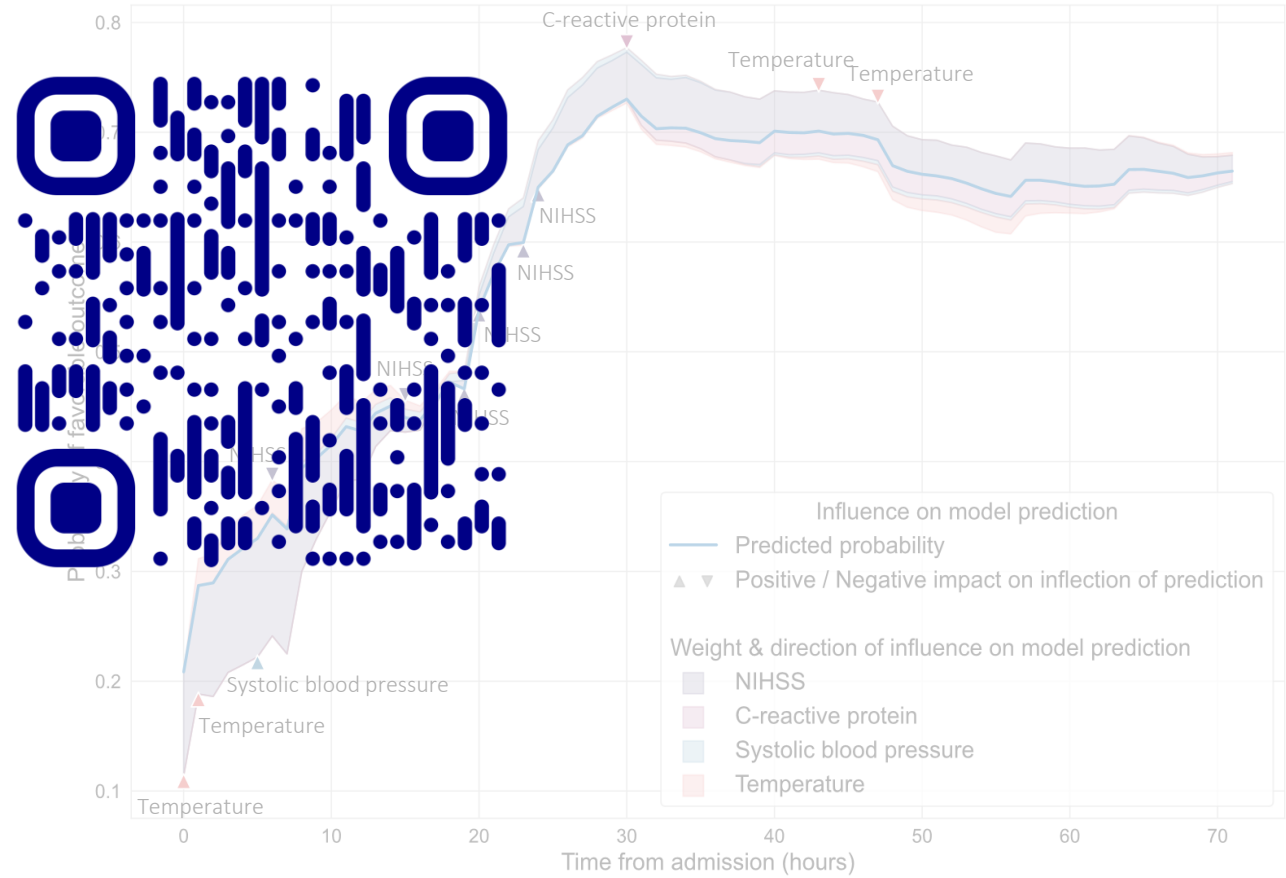 C-reactive protein
Temperature
Temperature
NIHSS
NIHSS
NIHSS
NIHSS
Systolic blood pressure
Temperature
Temperature
0.8
0.3
0.2
0.1
0 10 20 30 40 50 60 70
Time from admission (hours)
Influence on model prediction
Predicted probability
Positive / Negative impact on inflection of prediction
Weight & direction of influence on model prediction
NIHSS
C-reactive protein
Systolic blood pressure
Temperature